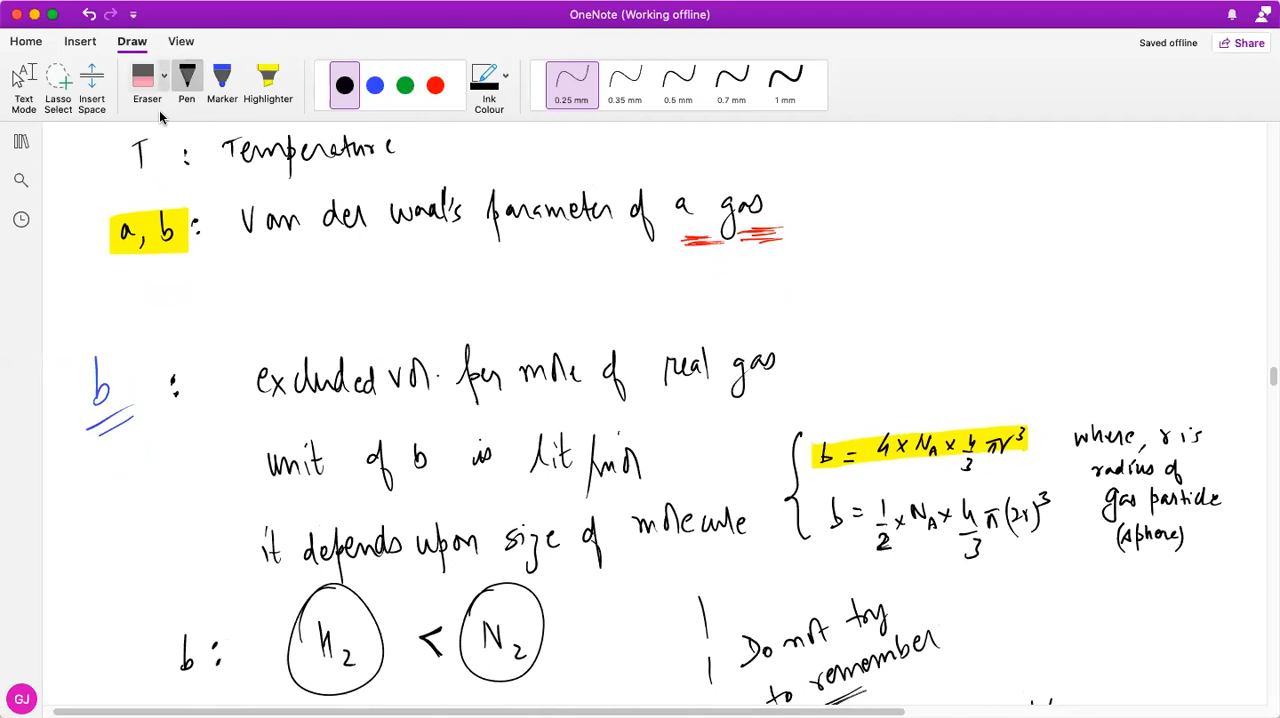 OneNote (Working offline)
Home Insert Draw View
Saved offline Share
Text Mode
Lasso Select
Insert Space
Eraser
Pen
Marker
Highlighter
Ink Colour
0.25 mm 0.35 mm 0.5 mm 0.7 mm 1 mm
T : Temperature
a, b : Van der waal's parameter of a gas
b : excluded vol. per mole of real gas
unit of b is lit/mol
b = 4 × N_A × 4/3 πr³
b = 1/2 × N_A × 4/3 π(2r)³
where, r is
radius of
gas particle
(sphere)
it depends upon size of molecule
b : H₂ < N₂
Do not try
to remember
GJ